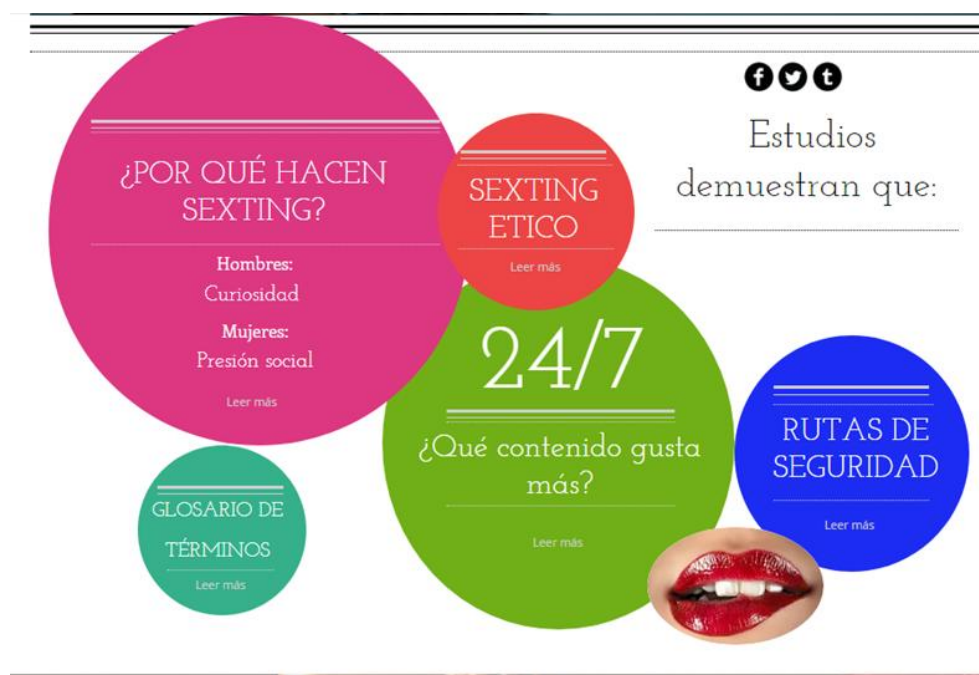 ¿POR QUÉ HACEN
SEXTING?
Hombres:
Curiosidad
Mujeres:
Presión social
Leer más
SEXTING
ETICO
Leer más
f t
Estudios
demuestran que:
24/7
¿Qué contenido gusta
más?
Leer más
RUTAS DE
SEGURIDAD
Leer más
GLOSARIO DE
TÉRMINOS
Leer más